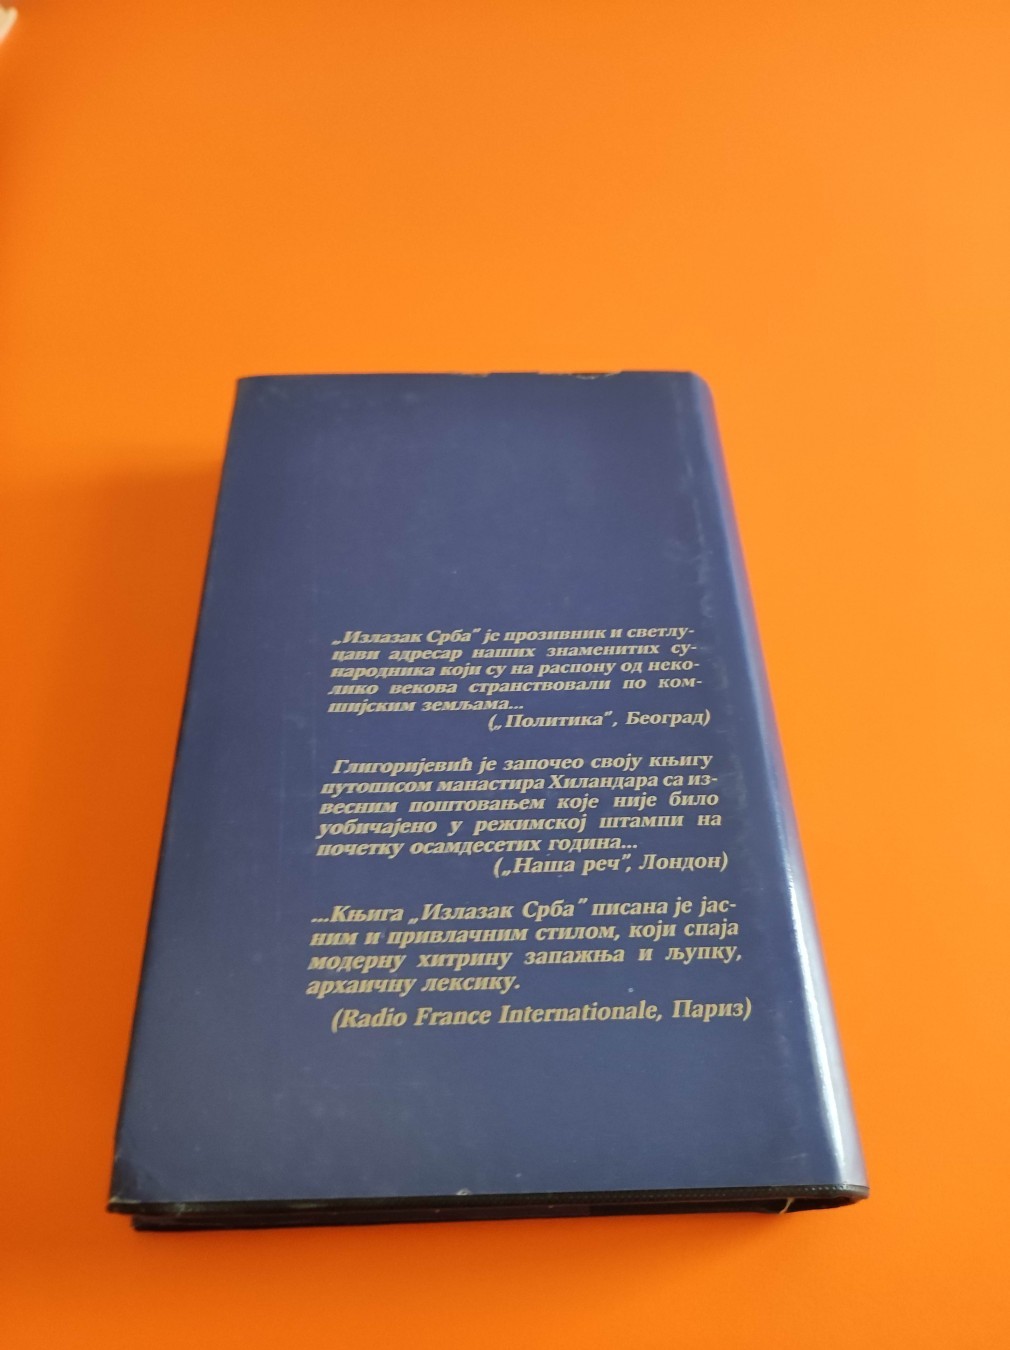 „Излазак Срба” је прозивник и светлу-
цави адресар наших знаменитих су-
народника који су на распону од неко-
лико векова странствовали по ком-
шијским земљама...
(„Политика”, Београд)
Глигоријевић је започео своју књигу
путописом манастира Хиландара са из-
весним поштовањем које није било
уобичајено у режимској штампи на
почетку осамдесетих година...
(„Наша реч”, Лондон)
...Књига „Излазак Срба” писана је јас-
ним и привлачним стилом, који спаја
модерну хитрину запажња и љупку,
архаичну лексику.
(Radio France Internationale, Париз)